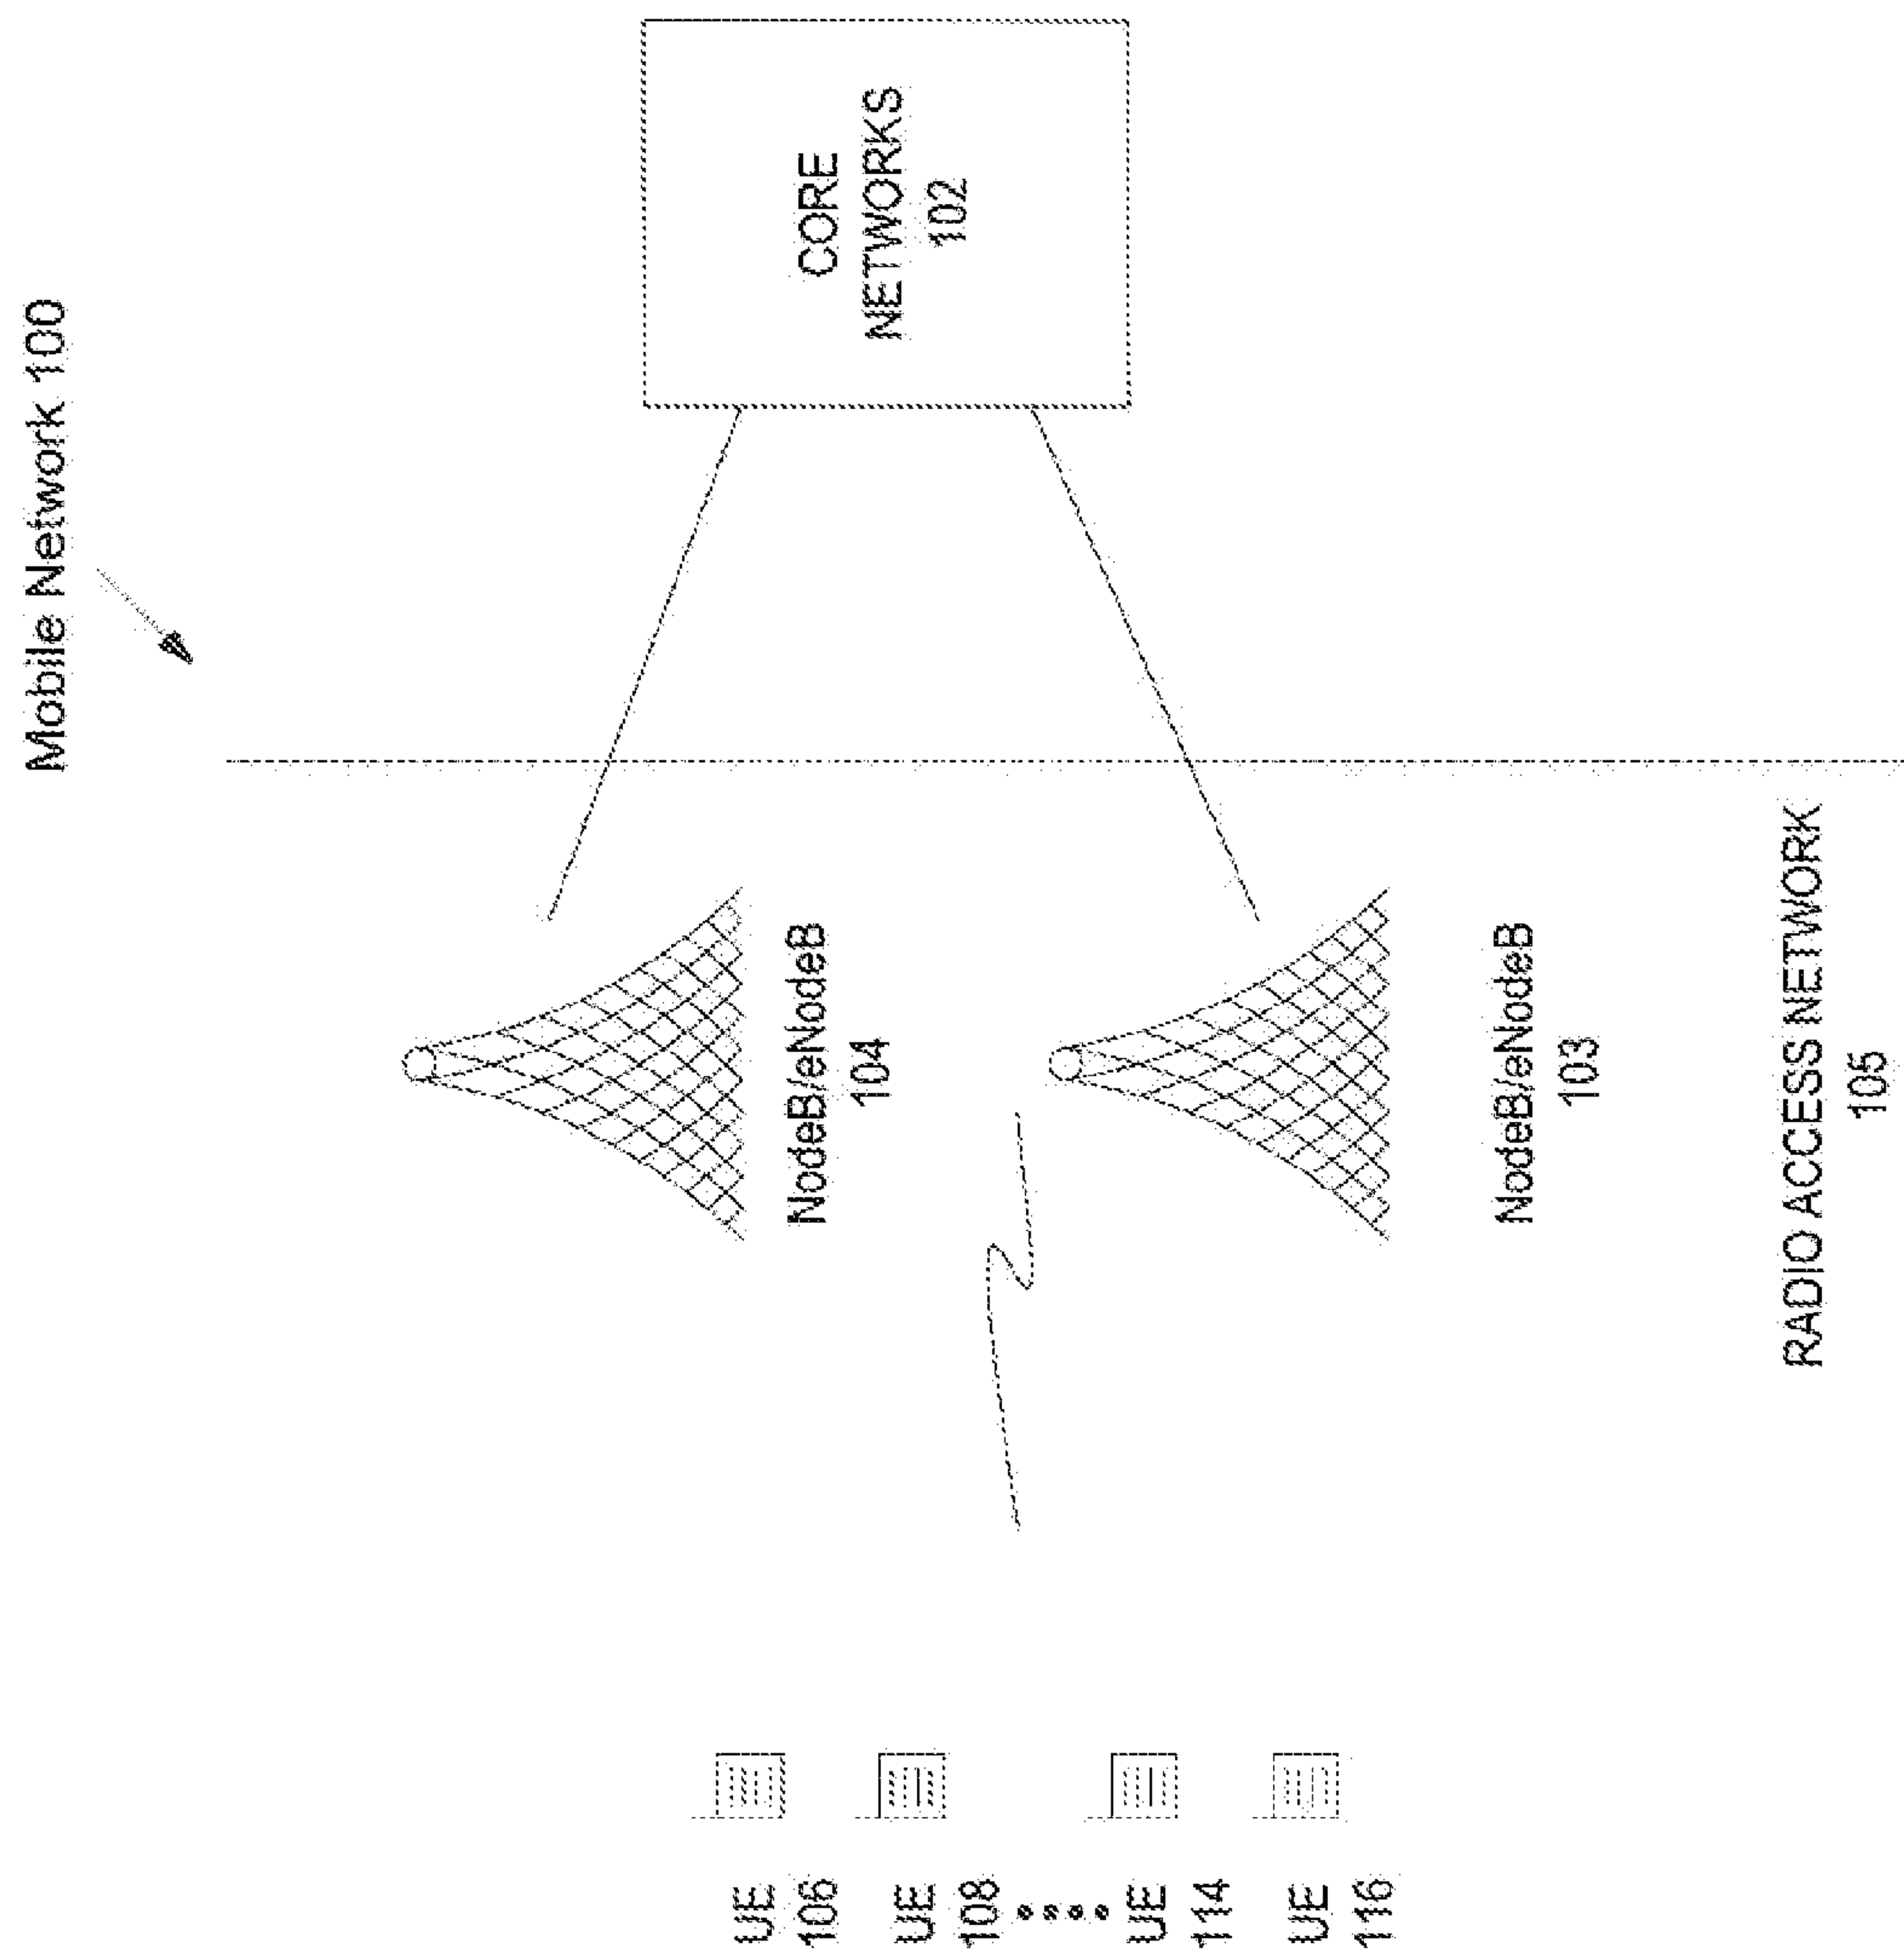 Mobile Network 100
CORE
NETWORKS
102
NodeB/eNodeB
104
NodeB/eNodeB
103
RADIO ACCESS NETWORK
105
UE
106
UE
108
UE
114
UE
116